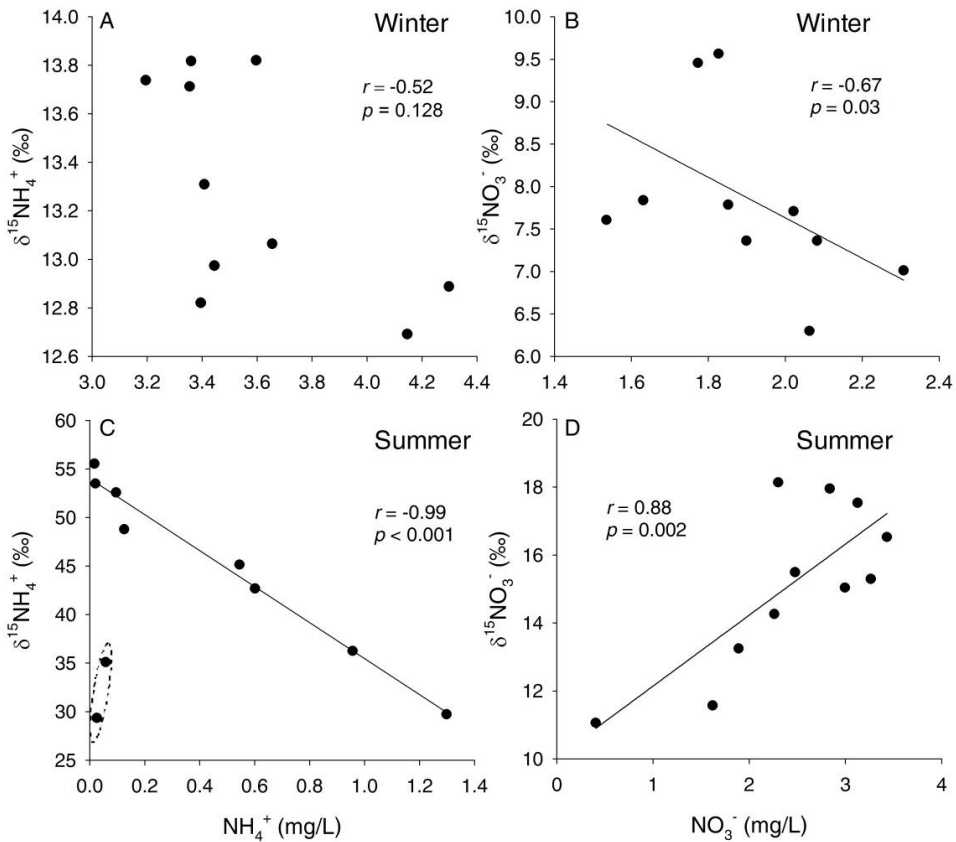 A
Winter
r = -0.52
p = 0.128
δ¹⁵NH₄⁺ (‰)
14.0
13.8
13.6
13.4
13.2
13.0
12.8
12.6
3.0 3.2 3.4 3.6 3.8 4.0 4.2 4.4
B
Winter
r = -0.67
p = 0.03
δ¹⁵NO₃⁻ (‰)
10.0
9.5
9.0
8.5
8.0
7.5
7.0
6.5
6.0
1.4 1.6 1.8 2.0 2.2 2.4
C
Summer
r = -0.99
p < 0.001
δ¹⁵NH₄⁺ (‰)
60
55
50
45
40
35
30
25
0.0 0.2 0.4 0.6 0.8 1.0 1.2 1.4
NH₄⁺ (mg/L)
D
Summer
r = 0.88
p = 0.002
δ¹⁵NO₃⁻ (‰)
20
18
16
14
12
10
0 1 2 3 4
NO₃⁻ (mg/L)